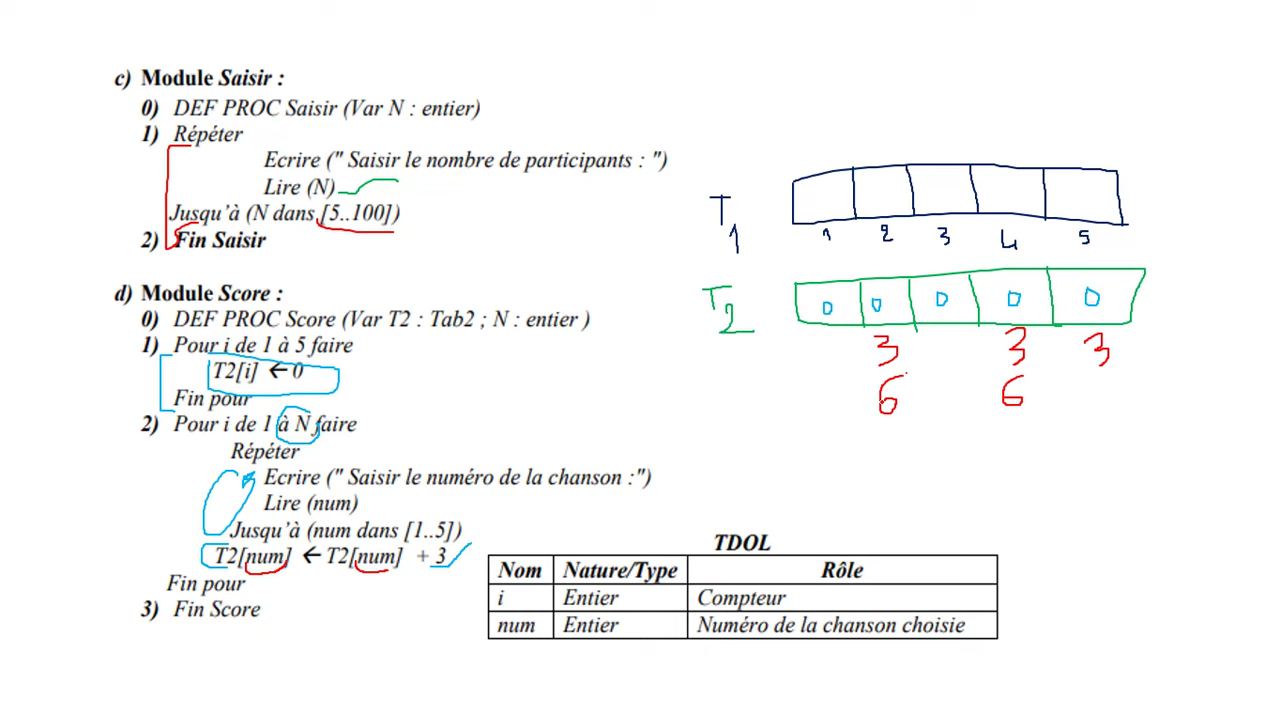 c) Module Saisir :
0) DEF PROC Saisir (Var N : entier)
1) Répéter
Ecrire (" Saisir le nombre de participants : ")
Lire (N)
Jusqu'à (N dans [5..100])
2) Fin Saisir
d) Module Score :
0) DEF PROC Score (Var T2 : Tab2 ; N : entier )
1) Pour i de 1 à 5 faire
T2[i] ← 0
Fin pour
2) Pour i de 1 à N faire
Répéter
Ecrire (" Saisir le numéro de la chanson :")
Lire (num)
Jusqu'à (num dans [1..5])
T2[num] ← T2[num] + 3
Fin pour
3) Fin Score
T1
1 2 3 4 5
T2
0 0 0 0 0
3 3 3
6 6
TDOL
Nom Nature/Type Rôle
i Entier Compteur
num Entier Numéro de la chanson choisie